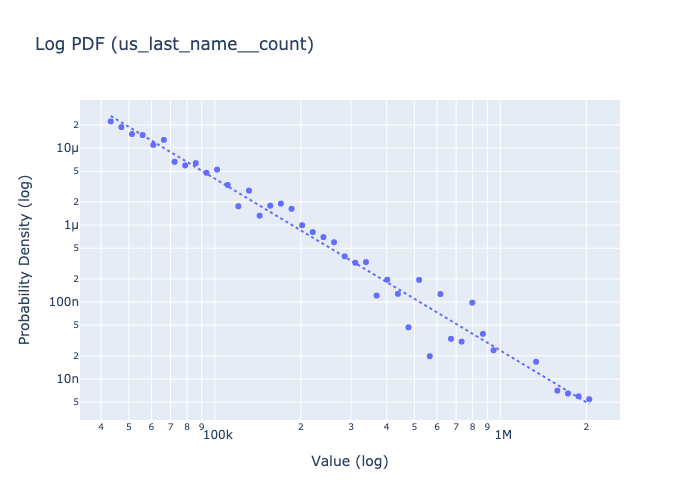 Log PDF (us_last_name__count)
2
10μ
5
2
1μ
5
2
100n
5
2
10n
5
4 5 6 7 8 9 100k 2 3 4 5 6 7 8 9 1M 2
Value (log)
Probability Density (log)